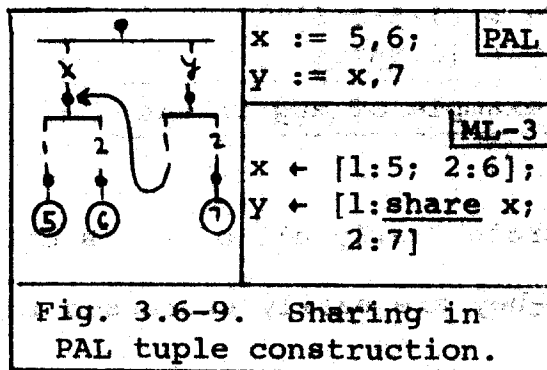 x y
1 2 1 2
5 6 7
x := 5,6; PAL
y := x,7
ML-3
x ← [1:5; 2:6];
y ← [1:share x;
2:7]
Fig. 3.6-9. Sharing in
PAL tuple construction.